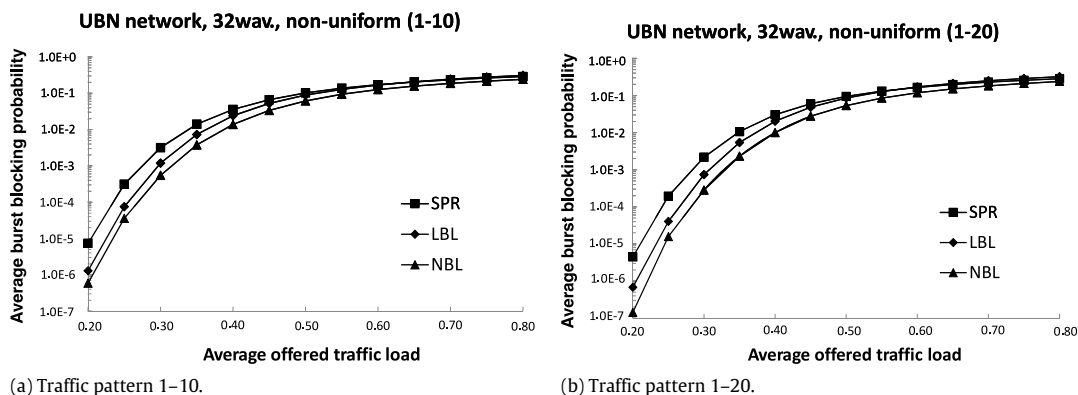 UBN network, 32wav., non-uniform (1-10)
Average burst blocking probability
1.0E+0
1.0E-1
1.0E-2
1.0E-3
1.0E-4
1.0E-5
1.0E-6
1.0E-7
SPR
LBL
NBL
0.20 0.30 0.40 0.50 0.60 0.70 0.80
Average offered traffic load
(a) Traffic pattern 1–10.
UBN network, 32wav., non-uniform (1-20)
Average burst blocking probability
1.0E+0
1.0E-1
1.0E-2
1.0E-3
1.0E-4
1.0E-5
1.0E-6
1.0E-7
SPR
LBL
NBL
0.20 0.30 0.40 0.50 0.60 0.70 0.80
Average offered traffic load
(b) Traffic pattern 1–20.